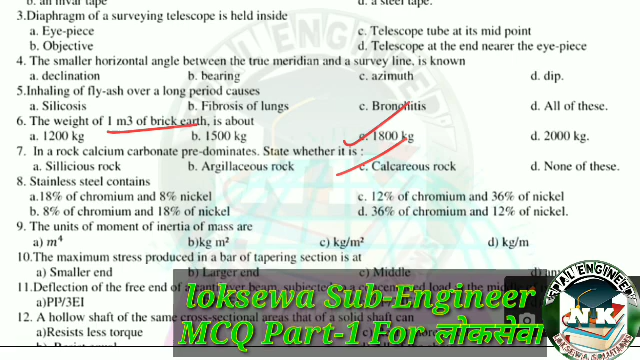 b. an invar tape d. a steel tape.
3.Diaphragm of a surveying telescope is held inside
a. Eye-piece c. Telescope tube at its mid point
b. Objective d. Telescope at the end nearer the eye-piece
4. The smaller horizontal angle between the true meridian and a survey line, is known
a. declination b. bearing c. azimuth d. dip.
5.Inhaling of fly-ash over a long period causes
a. Silicosis b. Fibrosis of lungs c. Bronchitis d. All of these.
6. The weight of 1 m3 of brick earth, is about
a. 1200 kg b. 1500 kg c. 1800 kg d. 2000 kg.
7. In a rock calcium carbonate pre-dominates. State whether it is :
a. Sillicious rock b. Argillaceous rock c. Calcareous rock d. None of these.
8. Stainless steel contains
a.18% of chromium and 8% nickel c. 12% of chromium and 36% of nickel
b. 8% of chromium and 18% of nickel d. 36% of chromium and 12% of nickel.
9. The units of moment of inertia of mass are
a) m⁴ b)kg m² c) kg/m² d) kg/m
10.The maximum stress produced in a bar of tapering section is at
a) Smaller end b) Larger end c) Middle
11.Deflection of the free end of
a)PP/3EI
12. A hollow shaft of the same cross-sectional areas that of a solid shaft can
a)Resists less torque
loksewa Sub-Engineer
MCQ Part-1 For लोकसेवा
NK